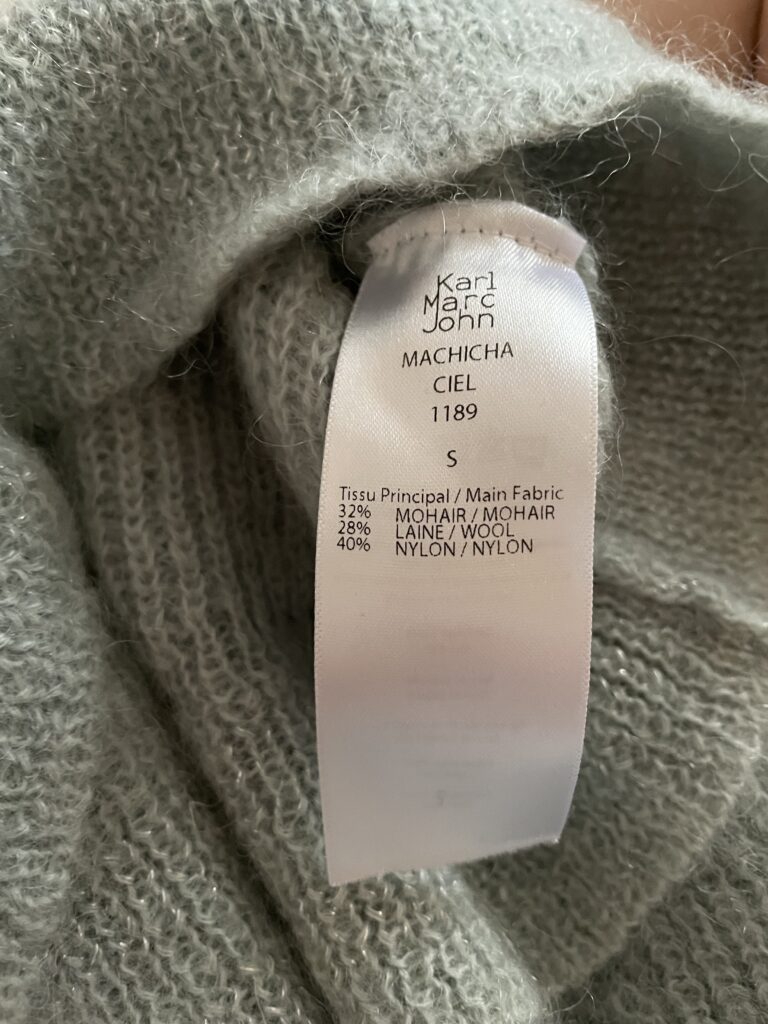 Karl
Marc
John
MACHICHA
CIEL
1189
S
Tissu Principal / Main Fabric
32% MOHAIR / MOHAIR
28% LAINE / WOOL
40% NYLON / NYLON